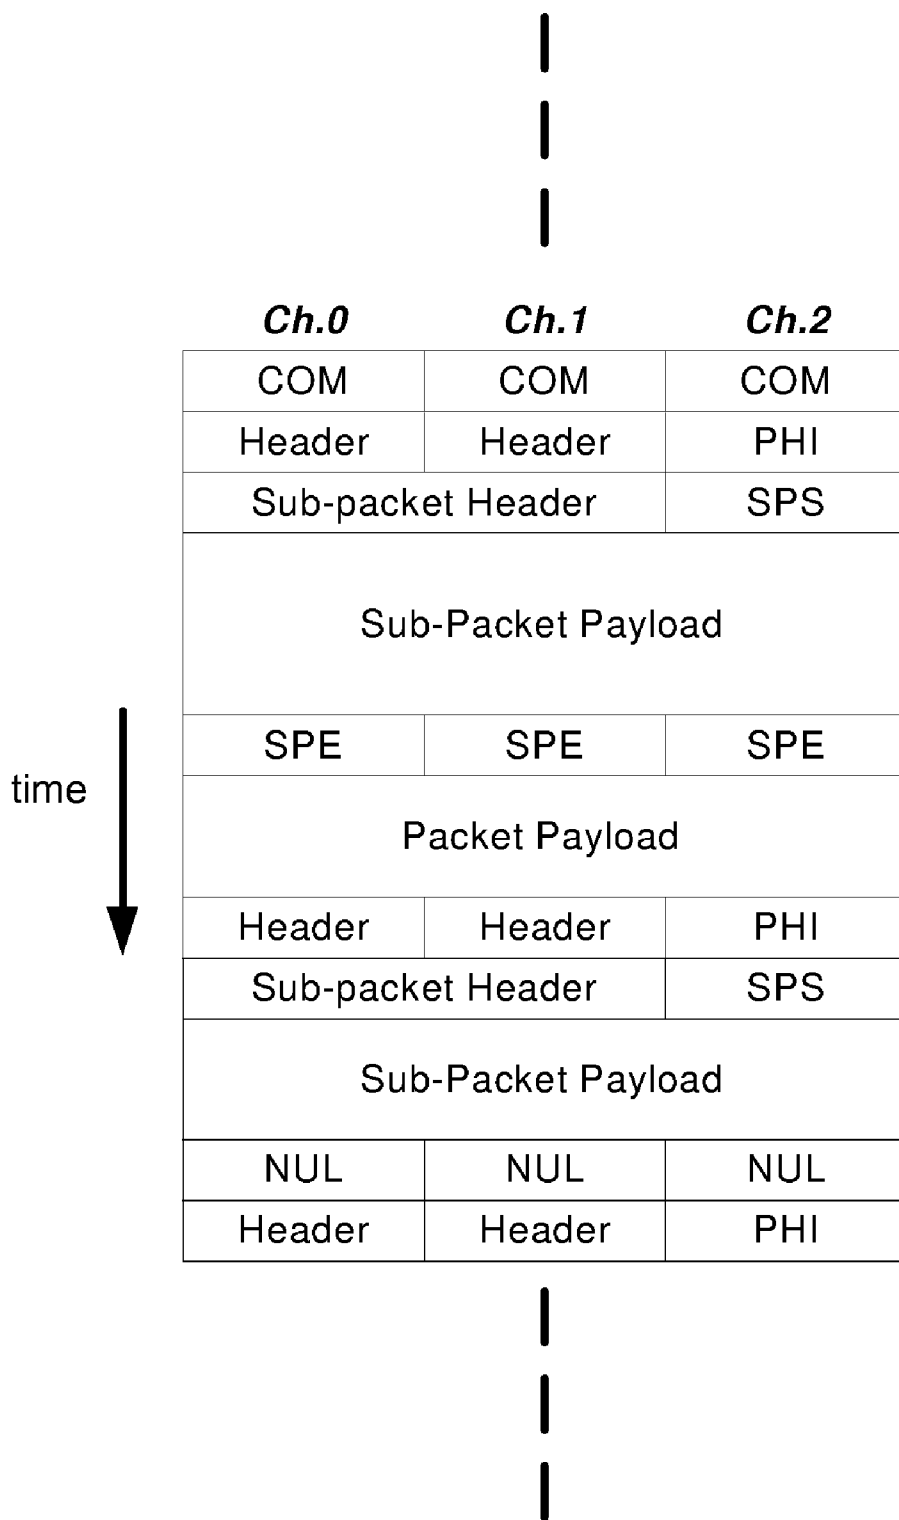 Ch.0 Ch.1 Ch.2
COM COM COM
Header Header PHI
Sub-packet Header SPS
Sub-Packet Payload
SPE SPE SPE
time
Packet Payload
Header Header PHI
Sub-packet Header SPS
Sub-Packet Payload
NUL NUL NUL
Header Header PHI